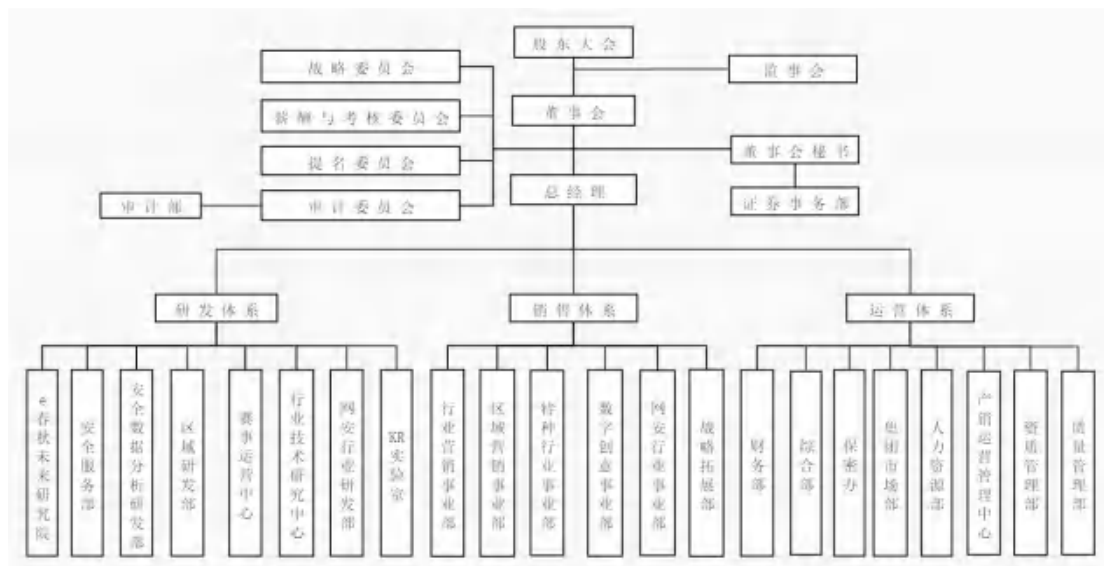 股东大会
战略委员会
监事会
薪酬与考核委员会
董事会
提名委员会
董事会秘书
总经理
审计部
审计委员会
证券事务部
研发体系
销售体系
运营体系
e春秋未来研究院
安全服务部
安全数据分析研发部
区域研发部
赛事运营中心
行业技术研究中心
网安行业研发部
KR实验室
行业营销事业部
区域营销事业部
特种行业事业部
数字创意事业部
网安行业事业部
战略拓展部
财务部
综合部
保密办
集团市场部
人力资源部
产销运营管理中心
资质管理部
质量管理部